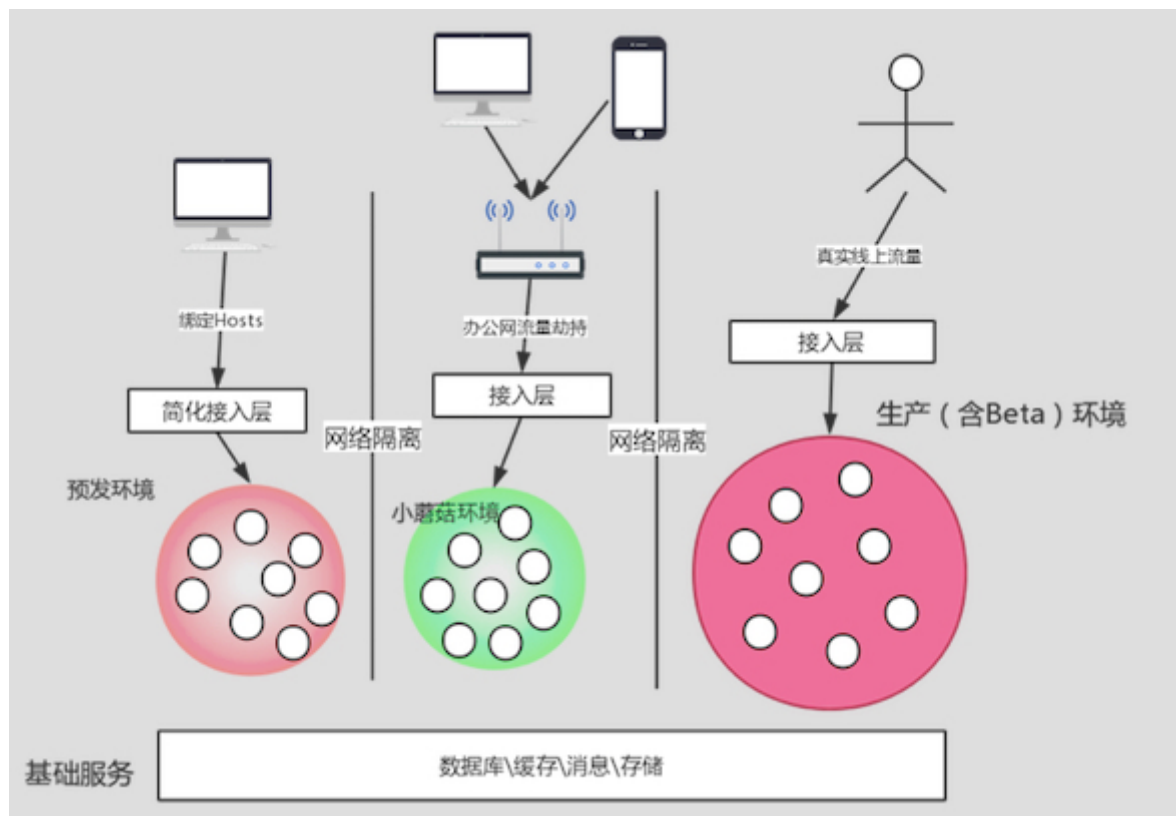 真实线上流量
绑定Hosts
办公网流量劫持
接入层
简化接入层
接入层
生产（含Beta）环境
网络隔离
网络隔离
预发环境
小蘑菇环境
基础服务
数据库\缓存\消息\存储